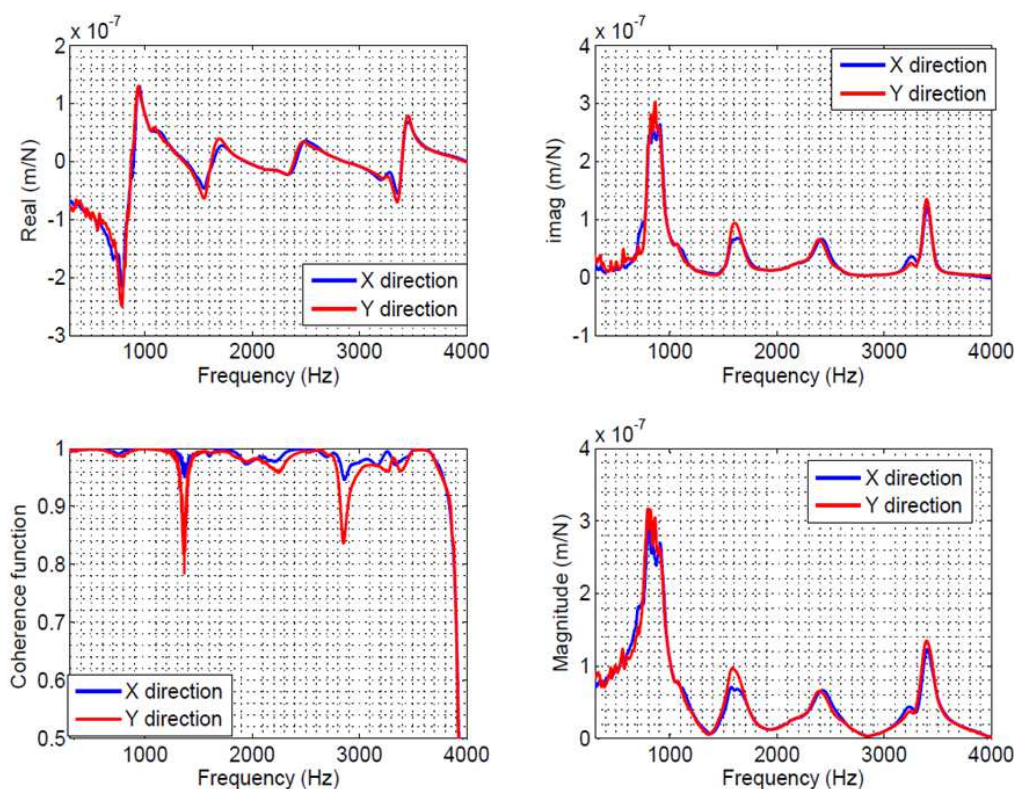 x 10^-7
2
1
0
-1
-2
-3
Real (m/N)
X direction
Y direction
1000 2000 3000 4000
Frequency (Hz)
x 10^-7
4
3
2
1
0
-1
imag (m/N)
X direction
Y direction
1000 2000 3000 4000
Frequency (Hz)
1
0.9
0.8
0.7
0.6
0.5
Coherence function
X direction
Y direction
1000 2000 3000 4000
Frequency (Hz)
x 10^-7
4
3
2
1
0
Magnitude (m/N)
X direction
Y direction
1000 2000 3000 4000
Frequency (Hz)